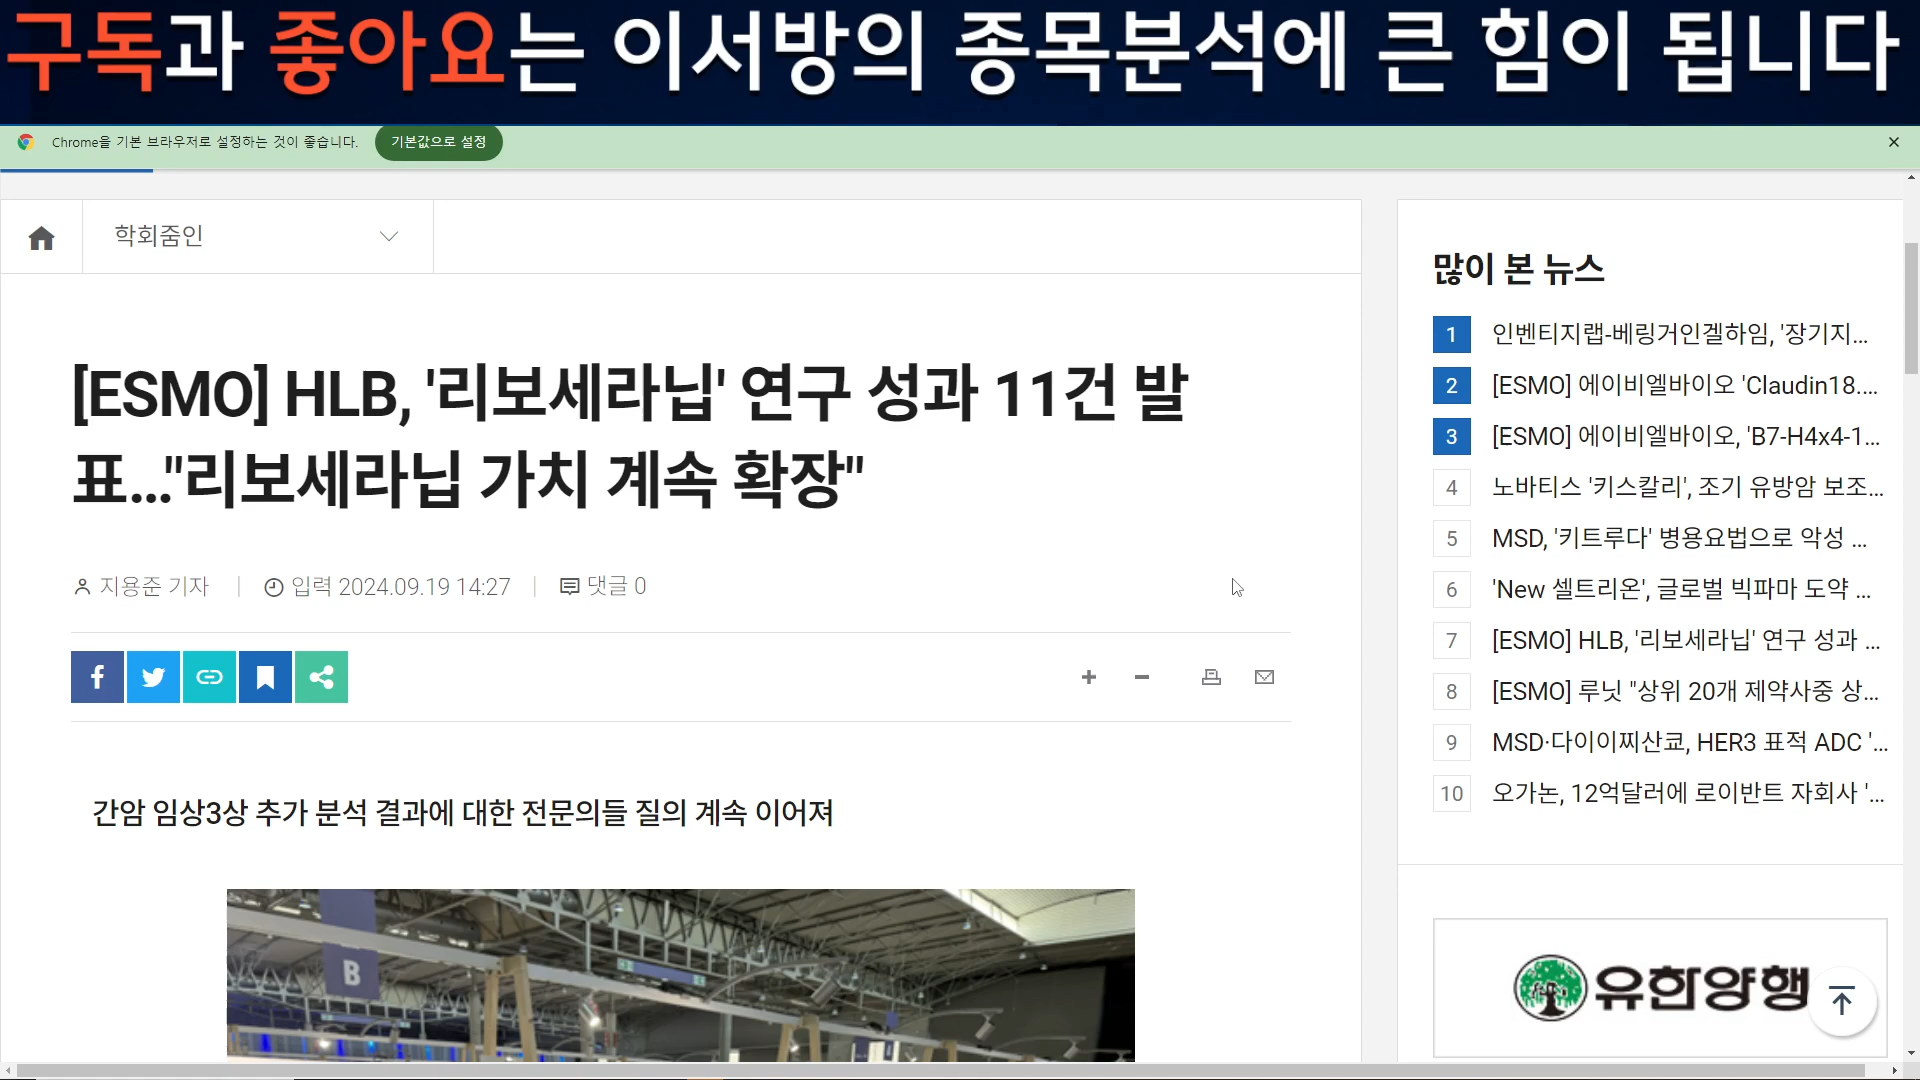 구독과 좋아요는 이서방의 종목분석에 큰 힘이 됩니다
Chrome을 기본 브라우저로 설정하는 것이 좋습니다. 기본값으로 설정
학회줌인
[ESMO] HLB, '리보세라닙' 연구 성과 11건 발
표..."리보세라닙 가치 계속 확장"
지용준 기자 입력 2024.09.19 14:27 댓글 0
간암 임상3상 추가 분석 결과에 대한 전문의들 질의 계속 이어져
B
많이 본 뉴스
1 인벤티지랩-베링거인겔하임, '장기지...
2 [ESMO] 에이비엘바이오 'Claudin18....
3 [ESMO] 에이비엘바이오, 'B7-H4x4-1...
4 노바티스 '키스칼리', 조기 유방암 보조...
5 MSD, '키트루다' 병용요법으로 악성 ...
6 'New 셀트리온', 글로벌 빅파마 도약 ...
7 [ESMO] HLB, '리보세라닙' 연구 성과 ...
8 [ESMO] 루닛 "상위 20개 제약사중 상...
9 MSD·다이이찌산쿄, HER3 표적 ADC '...
10 오가논, 12억달러에 로이반트 자회사 '...
유한양행